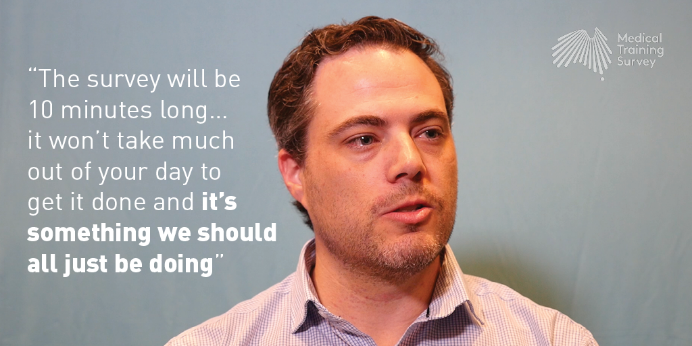 “The survey will be
10 minutes long...
it won’t take much
out of your day to
get it done and it’s
something we should
all just be doing”
Medical
Training
Survey